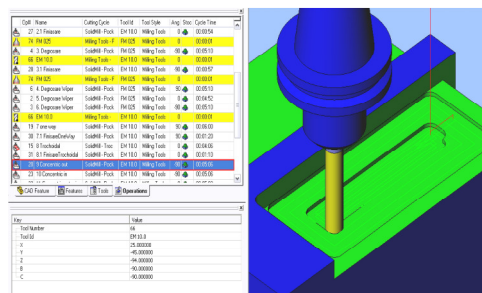 Op# Name Cutting Cycle Tool Id Tool Style Ang Stoc Cycle Time
27 2.1 Finissare SolidMill - Pock EM 10.0 Milling Tools 0 00:00:54
74 FM 025 Milling Tools - F FM 025 Milling Tools 0 00:00:01
4 3. Degrosare SolidMill - Pock FM 025 Milling Tools 90 00:05:13
66 EM 10.0 Milling Tools - EM 10.0 Milling Tools 0 00:00:01
28 3.1 Finissare SolidMill - Pock EM 10.0 Milling Tools -90 00:00:57
74 FM 025 Milling Tools - F FM 025 Milling Tools 0 00:00:01
6 4. Degrosare Wiper SolidMill - Pock FM 025 Milling Tools 90 00:05:13
2 5. Degrosare Wiper SolidMill - Pock FM 025 Milling Tools 0 00:04:52
3 6. Degrosare Wiper SolidMill - Pock FM 025 Milling Tools -90 00:05:13
66 EM 10.0 Milling Tools - EM 10.0 Milling Tools 0 00:00:01
19 7 one way SolidMill - Pock EM 10.0 Milling Tools 90 00:06:00
30 7.1 FinisareOneWay SolidMill - Pock EM 10.0 Milling Tools 90 00:01:20
15 8 Trochoidal SolidMill - Troc EM 10.0 Milling Tools 0 00:04:06
31 8.1 FinisareTrochoidal SolidMill - Pock EM 10.0 Milling Tools 0 00:01:13
20 9 Concentric out SolidMill - Pock EM 10.0 Milling Tools -90 00:05:06
23 10 Concentric in SolidMill - Pock EM 10.0 Milling Tools -90 00:05:06
CAD Feature Features Tools Operations
Key Value
Tool Number 66
Tool Id EM 10.0
X 25.000000
Y -45.000000
Z -94.000000
B -90.000000
C -90.000000